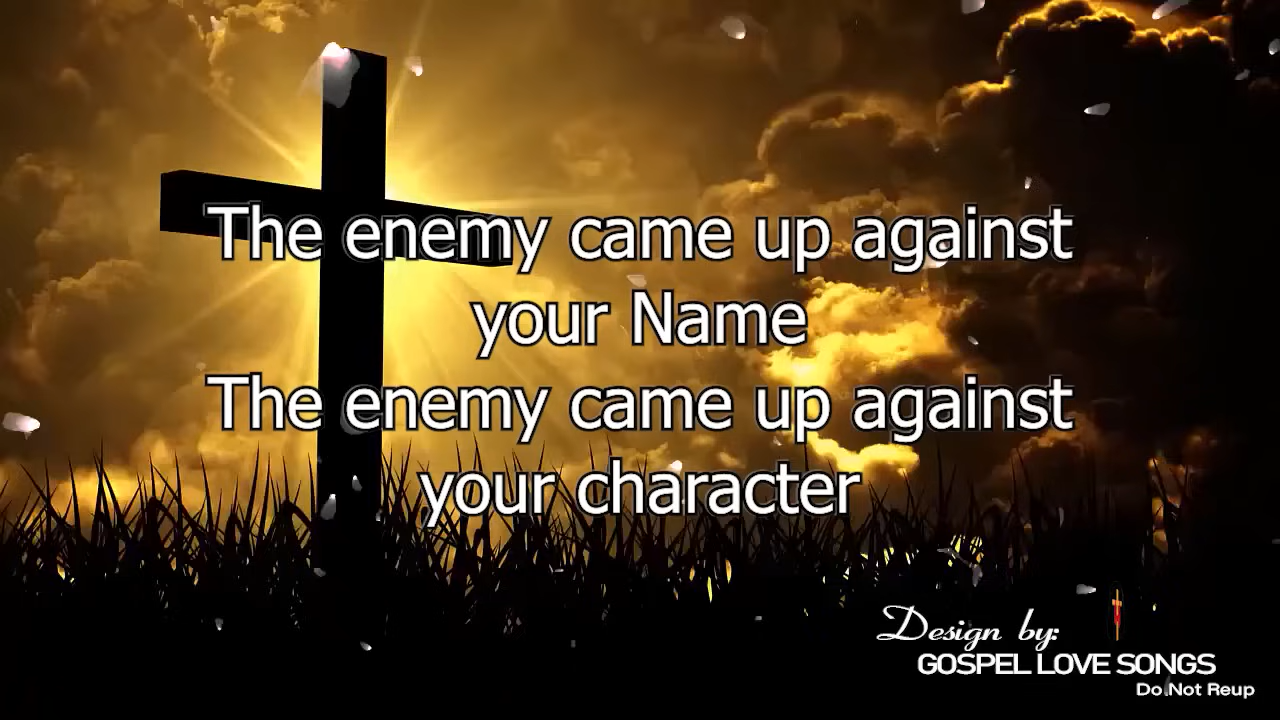 The enemy came up against
your Name
The enemy came up against
your character
Design by:
GOSPEL LOVE SONGS
Do Not Reup